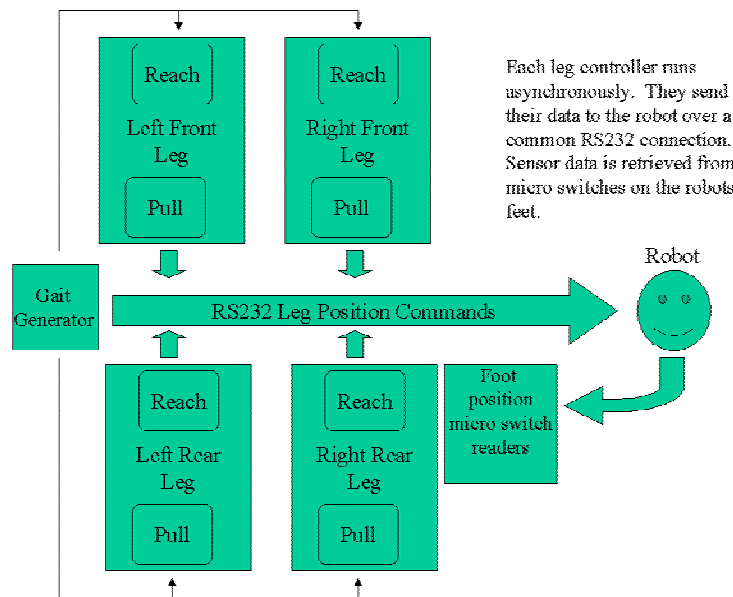 Reach
Left Front
Leg
Pull
Reach
Right Front
Leg
Pull
Each leg controller runs
asynchronously. They send
their data to the robot over a
common RS232 connection.
Sensor data is retrieved from
micro switches on the robots
feet.
Robot
Gait
Generator
RS232 Leg Position Commands
Reach
Left Rear
Leg
Pull
Reach
Right Rear
Leg
Pull
Foot
position
micro switch
readers